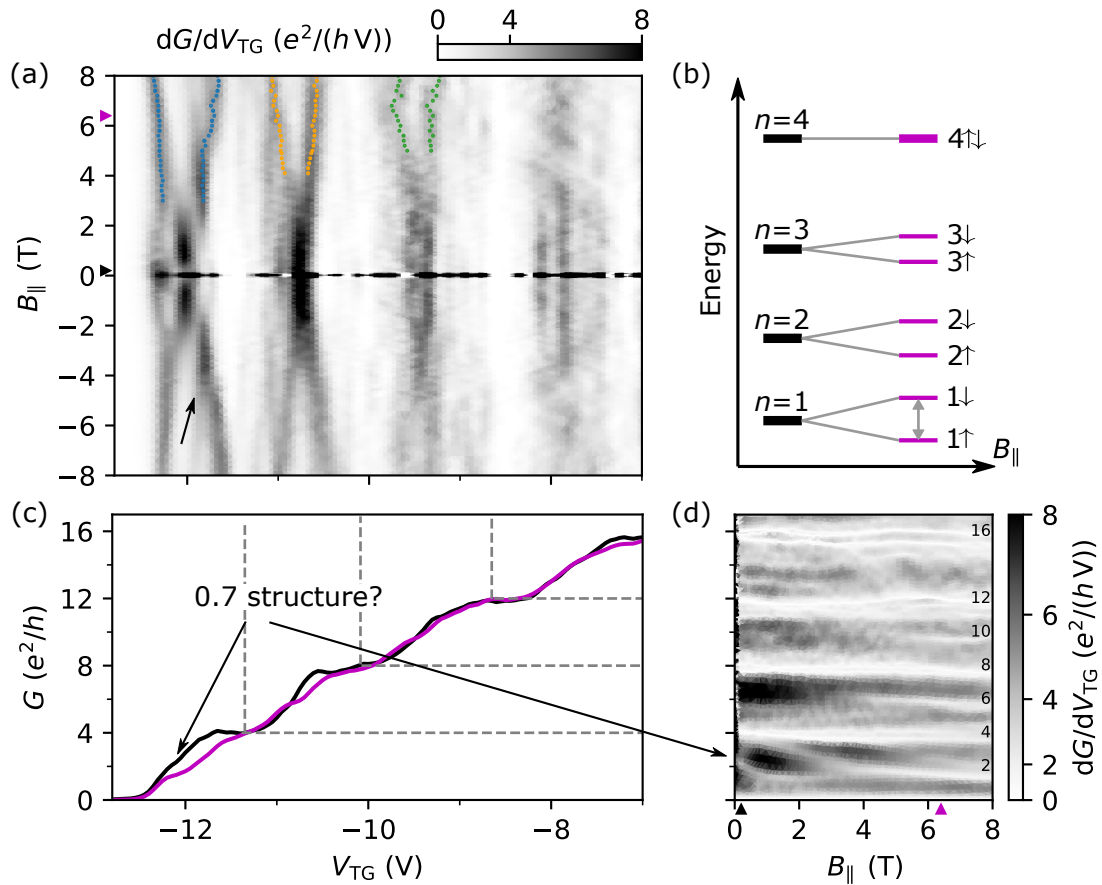 dG/dV_TG (e²/(h V))
0 4 8
(a)
8
6
4
2
0
−2
−4
−6
−8
B∥ (T)
−12 −10 −8
(b)
Energy
n=4
4↑↓
n=3
3↓
3↑
n=2
2↓
2↑
n=1
1↓
1↑
B∥
(c)
16
12
8
4
0
G (e²/h)
0.7 structure?
−12 −10 −8
V_TG (V)
(d)
16
14
12
10
8
6
4
2
0 2 4 6 8
B∥ (T)
8
6
4
2
0
dG/dV_TG (e²/(h V))